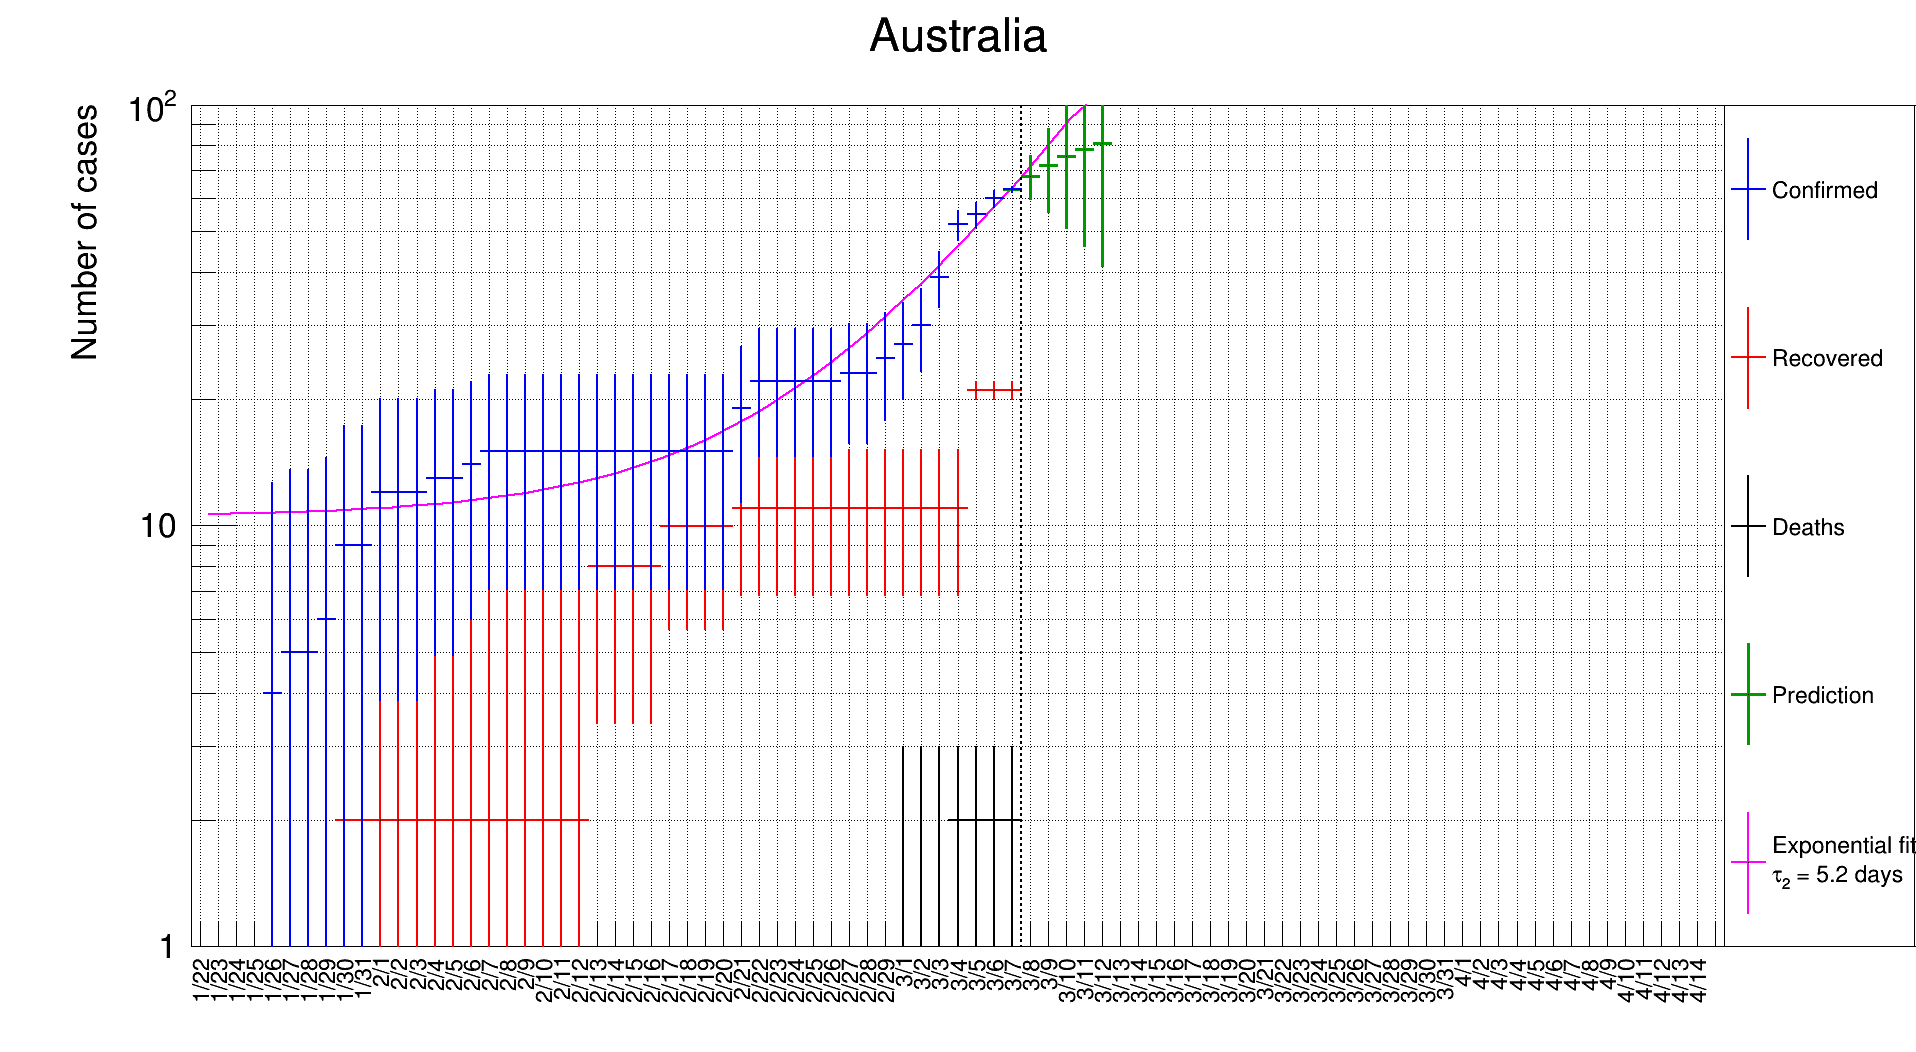 Australia
Number of cases
10²
10
1
1/22 1/23 1/24 1/25 1/26 1/27 1/28 1/29 1/30 1/31 2/1 2/2 2/3 2/4 2/5 2/6 2/7 2/8 2/9 2/10 2/11 2/12 2/13 2/14 2/15 2/16 2/17 2/18 2/19 2/20 2/21 2/22 2/23 2/24 2/25 2/26 2/27 2/28 2/29 3/1 3/2 3/3 3/4 3/5 3/6 3/7 3/8 3/9 3/10 3/11 3/12 3/13 3/14 3/15 3/16 3/17 3/18 3/19 3/20 3/21 3/22 3/23 3/24 3/25 3/26 3/27 3/28 3/29 3/30 3/31 4/1 4/2 4/3 4/4 4/5 4/6 4/7 4/8 4/9 4/10 4/11 4/12 4/13 4/14
Confirmed
Recovered
Deaths
Prediction
Exponential fit
τ₂ = 5.2 days